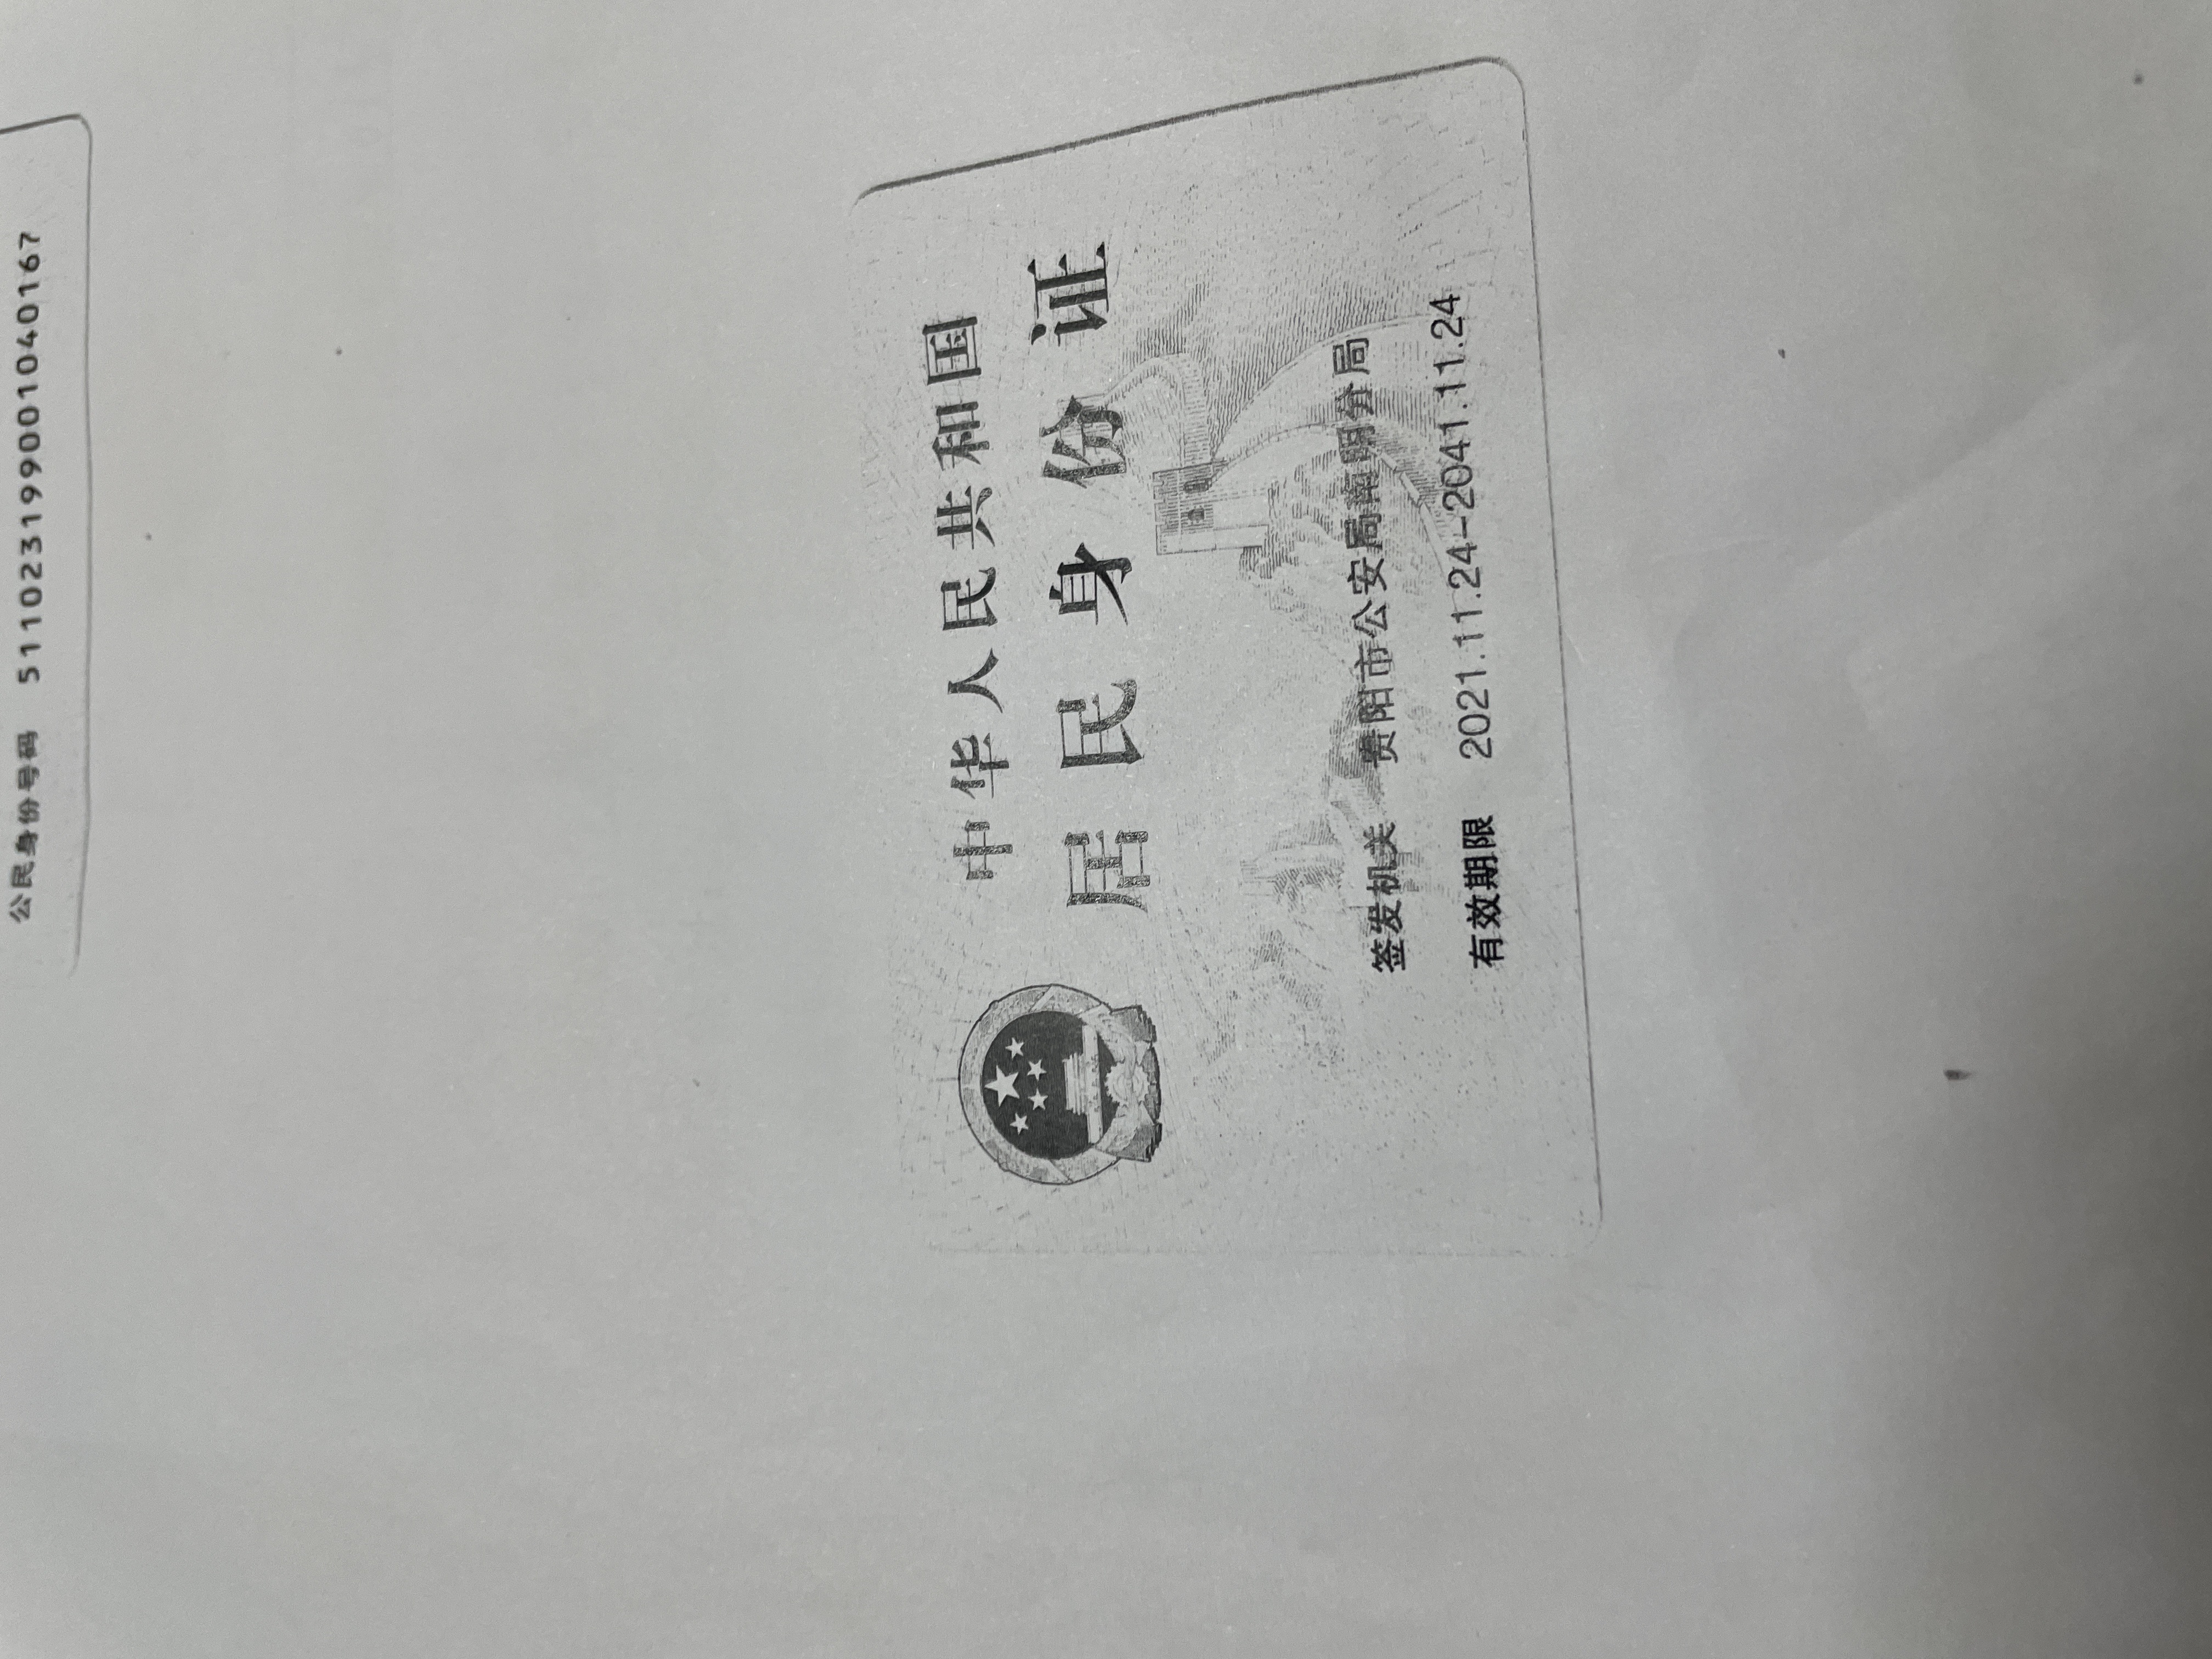 公民身份号码 511023199001040167
中华人民共和国
居民身份证
签发机关 贵阳市公安局南明分局
有效期限 2021.11.24-2041.11.24